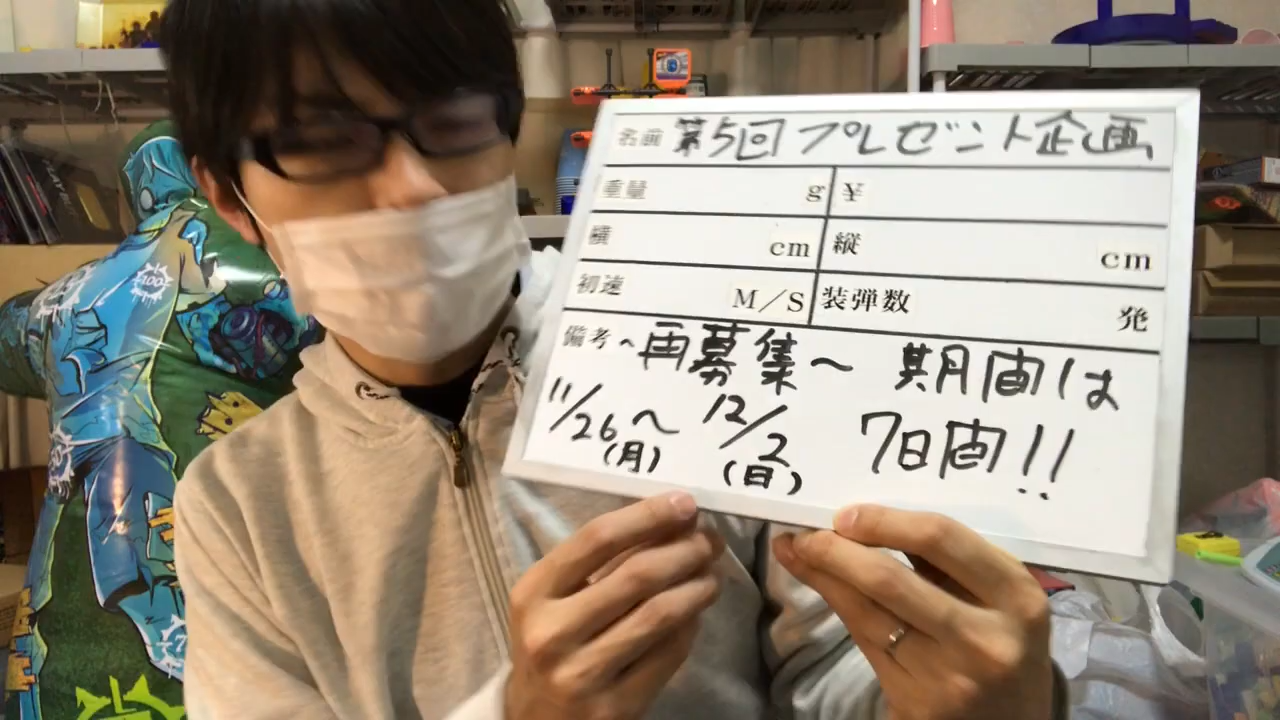 名前 第5回プレゼント企画
重量 g ¥
横 cm 縦 cm
初速 M/S 装弾数 発
備考 〜再募集〜 期間は
11/26(月)〜12/2(日) 7日間!!
100